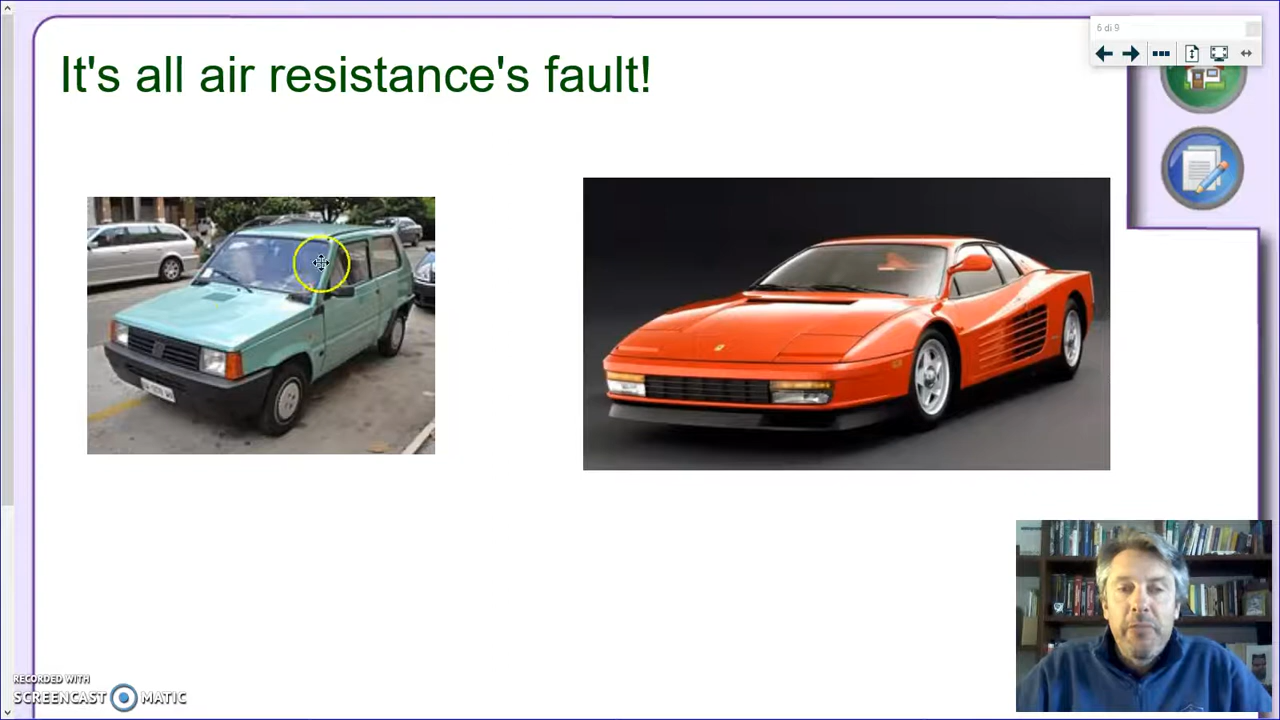 It's all air resistance's fault!
6 di 9
RECORDED WITH
SCREENCAST MATIC